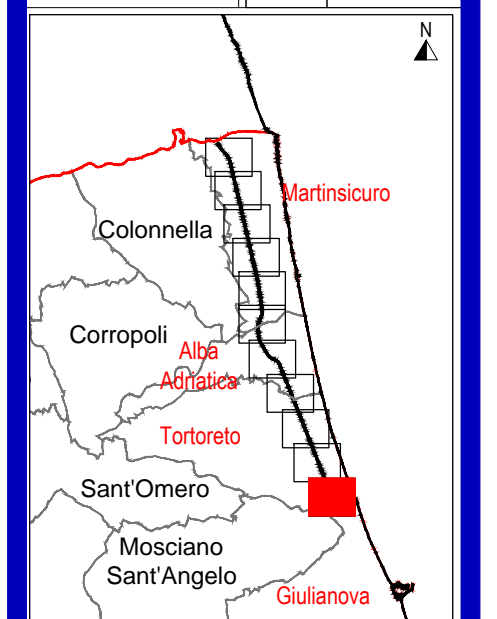 N
Martinsicuro
Colonnella
Corropoli
Alba
Adriatica
Tortoreto
Sant'Omero
Mosciano
Sant'Angelo
Giulianova